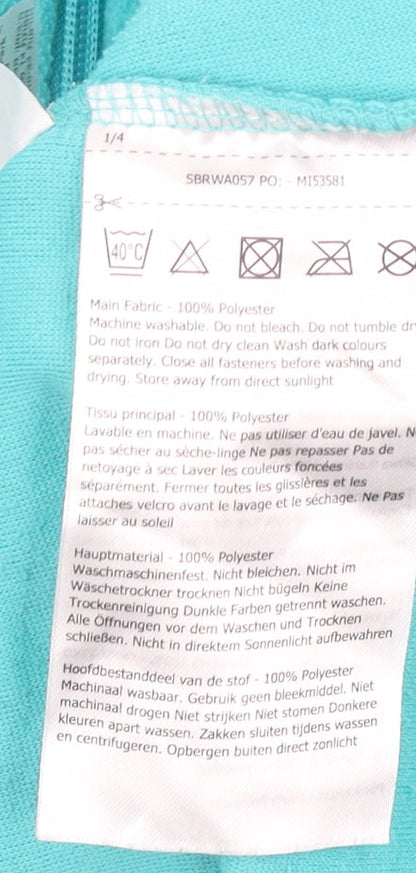 1/4
SBRWA057 PO: - M153581
40°C
Main Fabric - 100% Polyester
Machine washable. Do not bleach. Do not tumble dr
Do not iron Do not dry clean Wash dark colours
separately. Close all fasteners before washing and
drying. Store away from direct sunlight
Tissu principal - 100% Polyester
Lavable en machine. Ne pas utiliser d'eau de javel. N
pas sécher au sèche-linge Ne pas repasser Pas de
netoyage à sec Laver les couleurs foncées
séparément. Fermer toutes les glissières et les
attaches velcro avant le lavage et le séchage. Ne Pas
laisser au soleil
Hauptmaterial - 100% Polyester
Waschmaschinenfest. Nicht bleichen. Nicht im
Wäschetrockner trocknen Nicht bügeln Keine
Trockenreinigung Dunkle Farben getrennt waschen.
Alle Öffnungen vor dem Waschen und Trocknen
schließen. Nicht in direktem Sonnenlicht aufbewahren
Hoofdbestanddeel van de stof - 100% Polyester
Machinaal wasbaar. Gebruik geen bleekmiddel. Niet
machinaal drogen Niet strijken Niet stomen Donkere
kleuren apart wassen. Zakken sluiten tijdens wassen
en centrifugeren. Opbergen buiten direct zonlicht